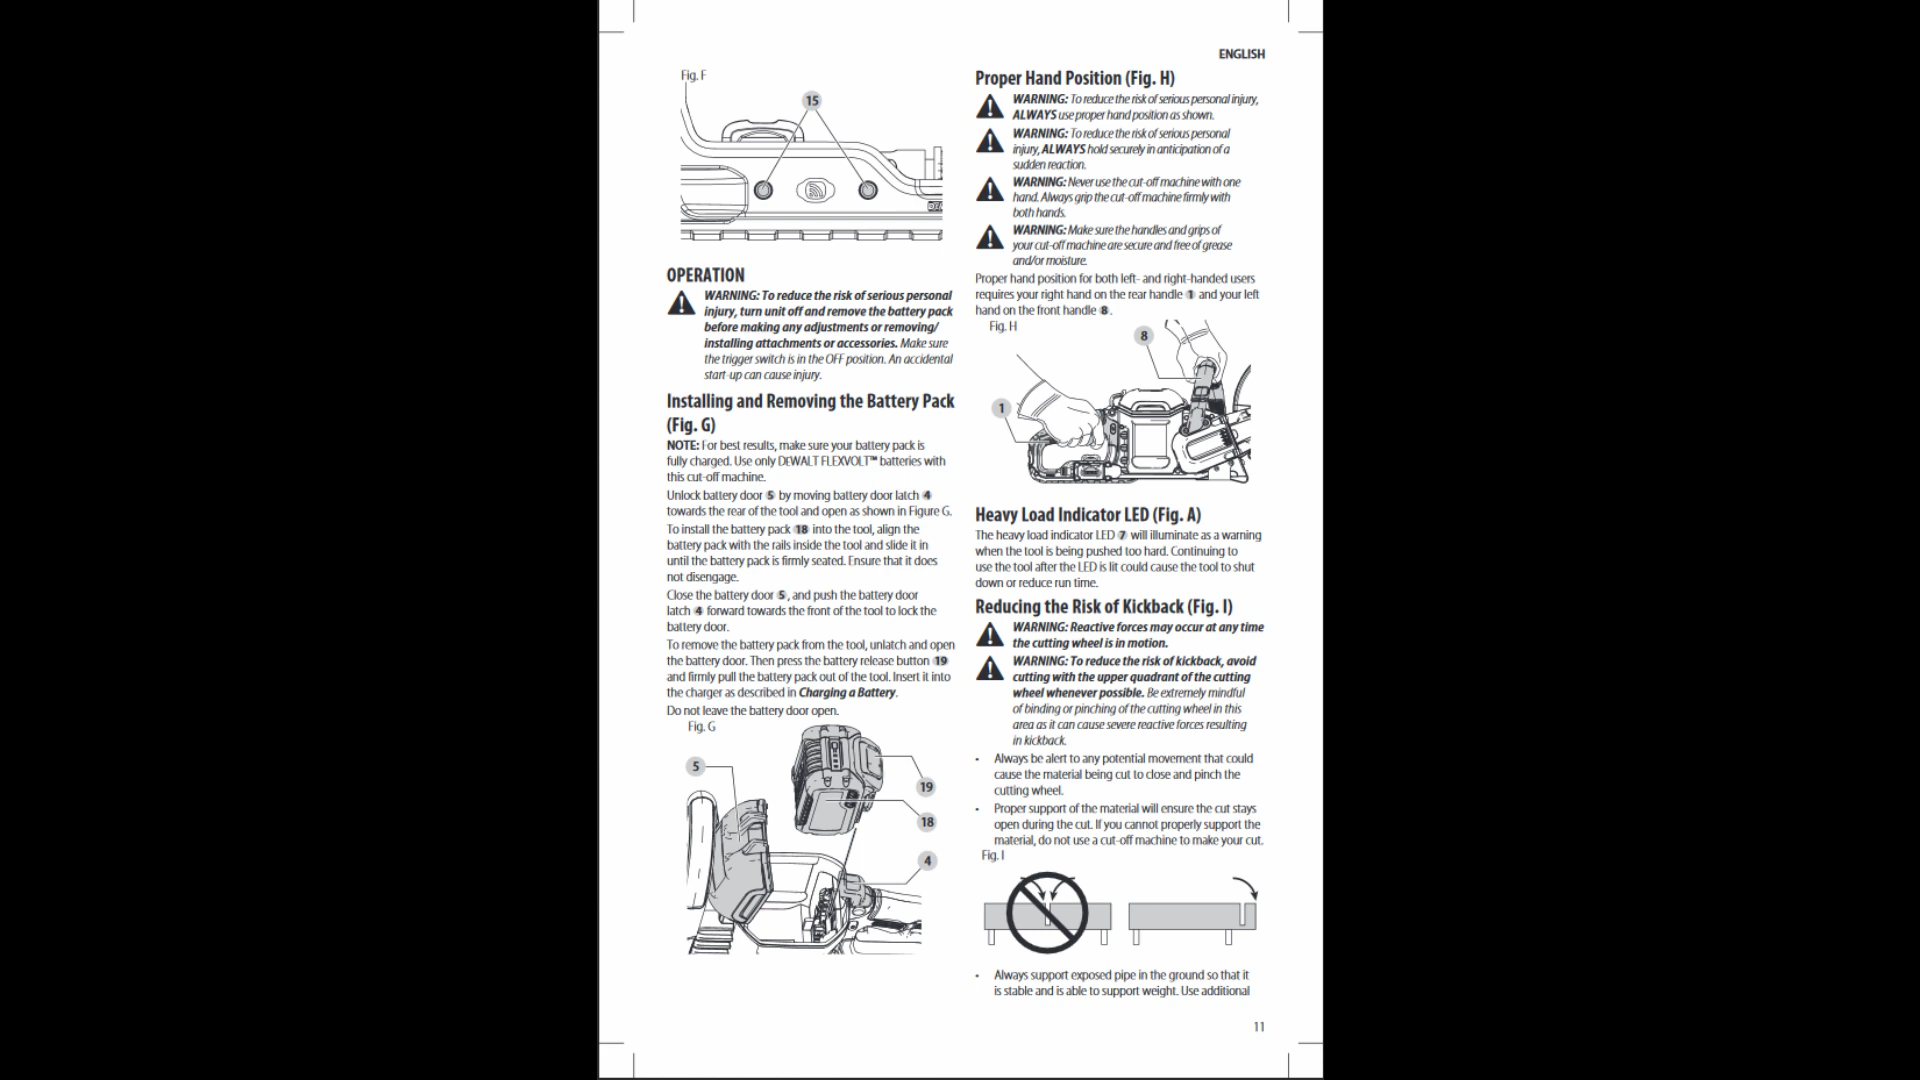 ENGLISH
Fig. F
15
OPERATION
WARNING: To reduce the risk of serious personal
injury, turn unit off and remove the battery pack
before making any adjustments or removing/
installing attachments or accessories. Make sure
the trigger switch is in the OFF position. An accidental
start-up can cause injury.
Installing and Removing the Battery Pack
(Fig. G)
NOTE: For best results, make sure your battery pack is
fully charged. Use only DEWALT FLEXVOLT™ batteries with
this cut-off machine.
Unlock battery door 5 by moving battery door latch 4
towards the rear of the tool and open as shown in Figure G.
To install the battery pack 18 into the tool, align the
battery pack with the rails inside the tool and slide it in
until the battery pack is firmly seated. Ensure that it does
not disengage.
Close the battery door 5, and push the battery door
latch 4 forward towards the front of the tool to lock the
battery door.
To remove the battery pack from the tool, unlatch and open
the battery door. Then press the battery release button 19
and firmly pull the battery pack out of the tool. Insert it into
the charger as described in Charging a Battery.
Do not leave the battery door open.
Fig. G
5
19
18
4
Proper Hand Position (Fig. H)
WARNING: To reduce the risk of serious personal injury,
ALWAYS use proper hand position as shown.
WARNING: To reduce the risk of serious personal
injury, ALWAYS hold securely in anticipation of a
sudden reaction.
WARNING: Never use the cut-off machine with one
hand. Always grip the cut-off machine firmly with
both hands.
WARNING: Make sure the handles and grips of
your cut-off machine are secure and free of grease
and/or moisture.
Proper hand position for both left- and right-handed users
requires your right hand on the rear handle 1 and your left
hand on the front handle 8.
Fig. H
8
1
Heavy Load Indicator LED (Fig. A)
The heavy load indicator LED 7 will illuminate as a warning
when the tool is being pushed too hard. Continuing to
use the tool after the LED is lit could cause the tool to shut
down or reduce run time.
Reducing the Risk of Kickback (Fig. I)
WARNING: Reactive forces may occur at any time
the cutting wheel is in motion.
WARNING: To reduce the risk of kickback, avoid
cutting with the upper quadrant of the cutting
wheel whenever possible. Be extremely mindful
of binding or pinching of the cutting wheel in this
area as it can cause severe reactive forces resulting
in kickback.
• Always be alert to any potential movement that could
cause the material being cut to close and pinch the
cutting wheel.
• Proper support of the material will ensure the cut stays
open during the cut. If you cannot properly support the
material, do not use a cut-off machine to make your cut.
Fig. I
• Always support exposed pipe in the ground so that it
is stable and is able to support weight. Use additional
11